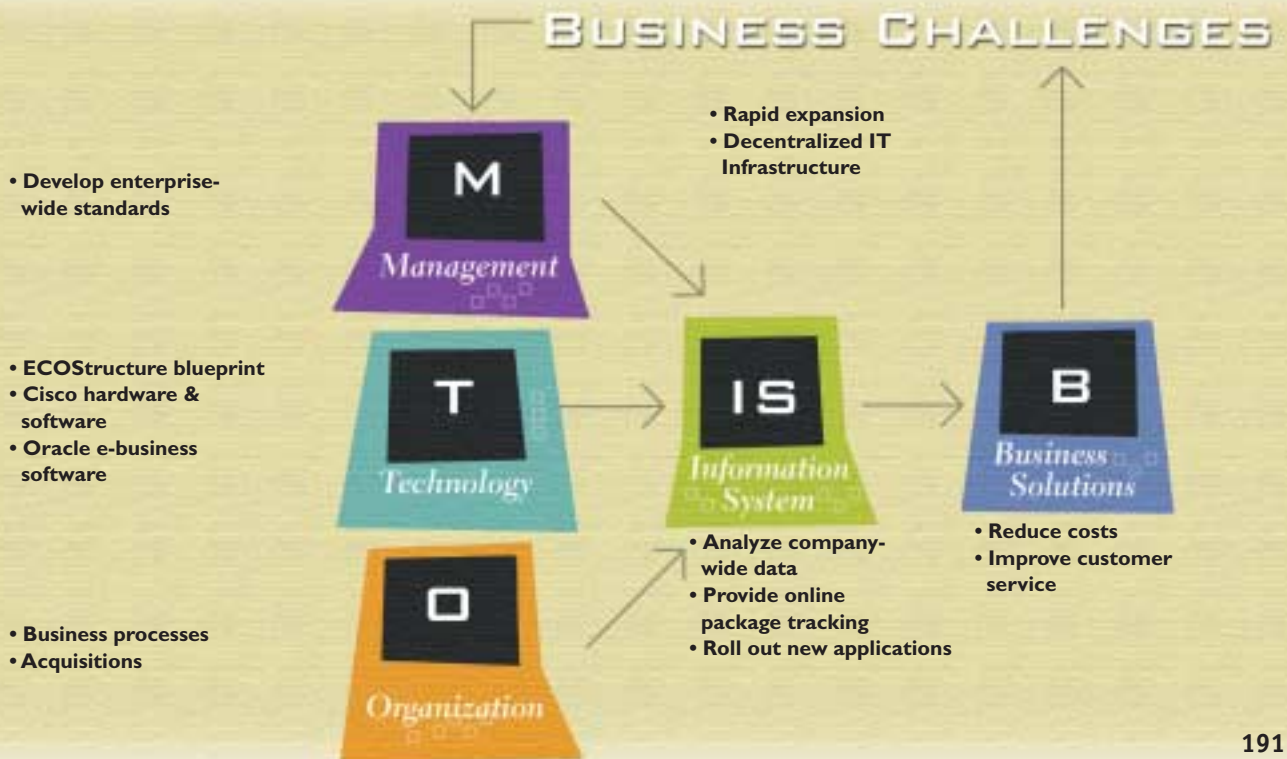 BUSINESS CHALLENGES
• Rapid expansion
• Decentralized IT
Infrastructure
• Develop enterprise-
wide standards
M
Management
• ECOStructure blueprint
• Cisco hardware &
software
• Oracle e-business
software
T
Technology
IS
Information
System
B
Business
Solutions
• Analyze company-
wide data
• Provide online
package tracking
• Roll out new applications
• Reduce costs
• Improve customer
service
• Business processes
• Acquisitions
O
Organization
191